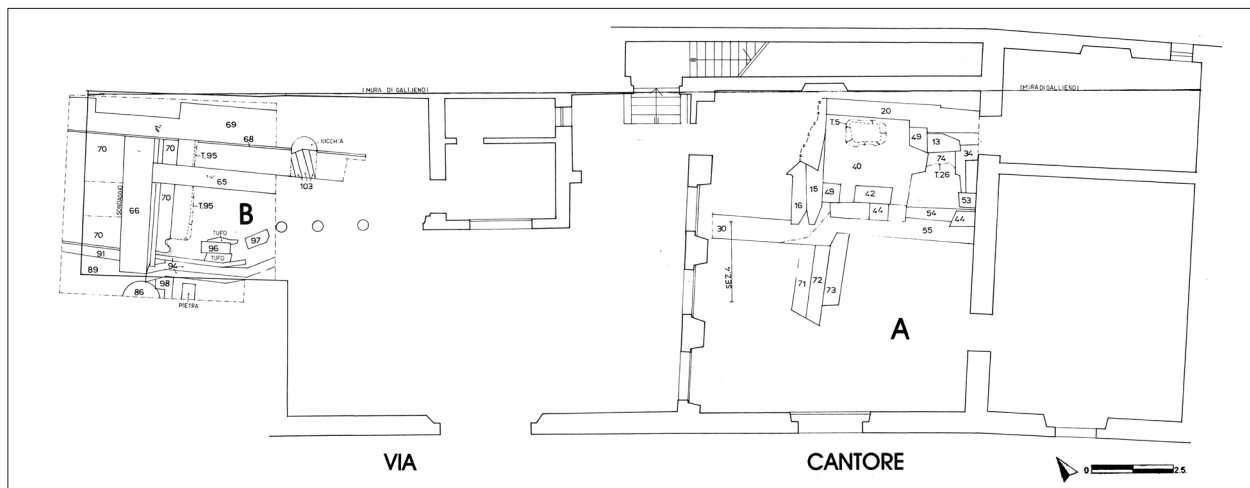 (MURA DI GALLIENO)
(MURA DI GALLIENO)
69
68
NICCHIA
70
70
T.95
65
103
SONDAGGIO
66
70
T.95
B
70
TUFO
97
96
TUFO
91
94
89
98
86
PIETRA
20
T.5
49
13
34
40
74
T.26
15
49
42
53
16
44
54
44
30
55
SEZ.4
71
72
73
A
VIA
CANTORE
0
2.5.